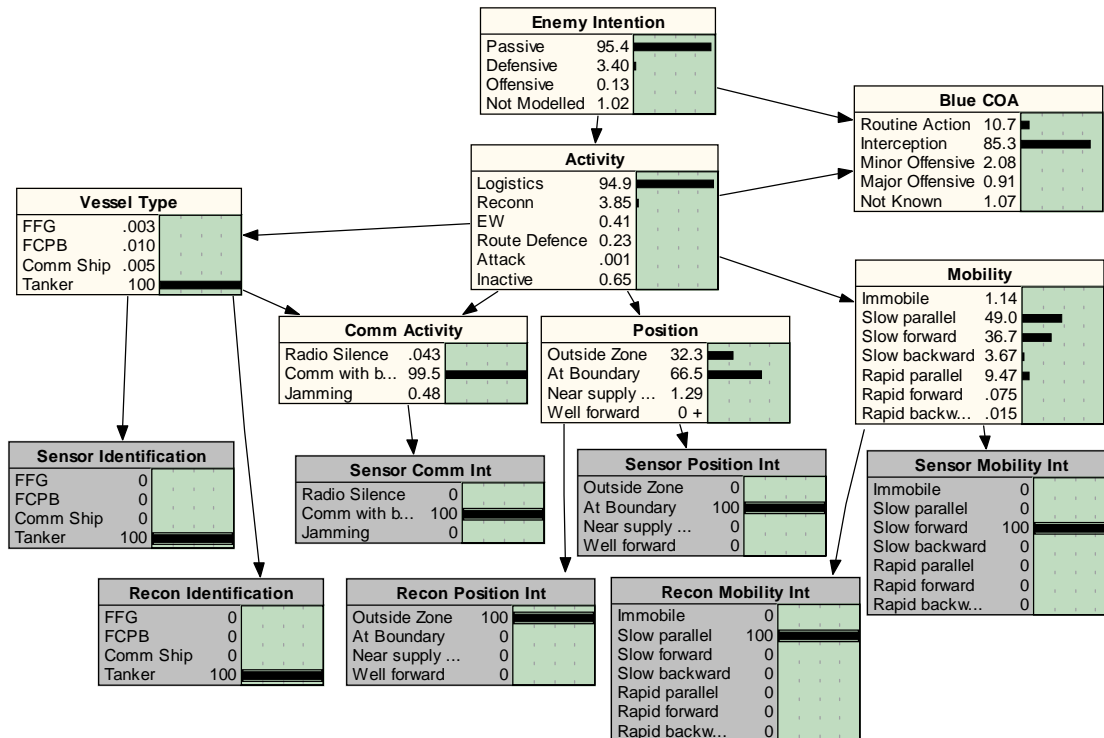 Enemy Intention
Passive 95.4
Defensive 3.40
Offensive 0.13
Not Modelled 1.02
Blue COA
Routine Action 10.7
Interception 85.3
Minor Offensive 2.08
Major Offensive 0.91
Not Known 1.07
Activity
Logistics 94.9
Reconn 3.85
EW 0.41
Route Defence 0.23
Attack .001
Inactive 0.65
Vessel Type
FFG .003
FCPB .010
Comm Ship .005
Tanker 100
Mobility
Immobile 1.14
Slow parallel 49.0
Slow forward 36.7
Slow backward 3.67
Rapid parallel 9.47
Rapid forward .075
Rapid backw... .015
Comm Activity
Radio Silence .043
Comm with b... 99.5
Jamming 0.48
Position
Outside Zone 32.3
At Boundary 66.5
Near supply ... 1.29
Well forward 0 +
Sensor Identification
FFG 0
FCPB 0
Comm Ship 0
Tanker 100
Sensor Comm Int
Radio Silence 0
Comm with b... 100
Jamming 0
Sensor Position Int
Outside Zone 0
At Boundary 100
Near supply ... 0
Well forward 0
Sensor Mobility Int
Immobile 0
Slow parallel 0
Slow forward 100
Slow backward 0
Rapid parallel 0
Rapid forward 0
Rapid backw... 0
Recon Identification
FFG 0
FCPB 0
Comm Ship 0
Tanker 100
Recon Position Int
Outside Zone 100
At Boundary 0
Near supply ... 0
Well forward 0
Recon Mobility Int
Immobile 0
Slow parallel 100
Slow forward 0
Slow backward 0
Rapid parallel 0
Rapid forward 0
Rapid backw... 0